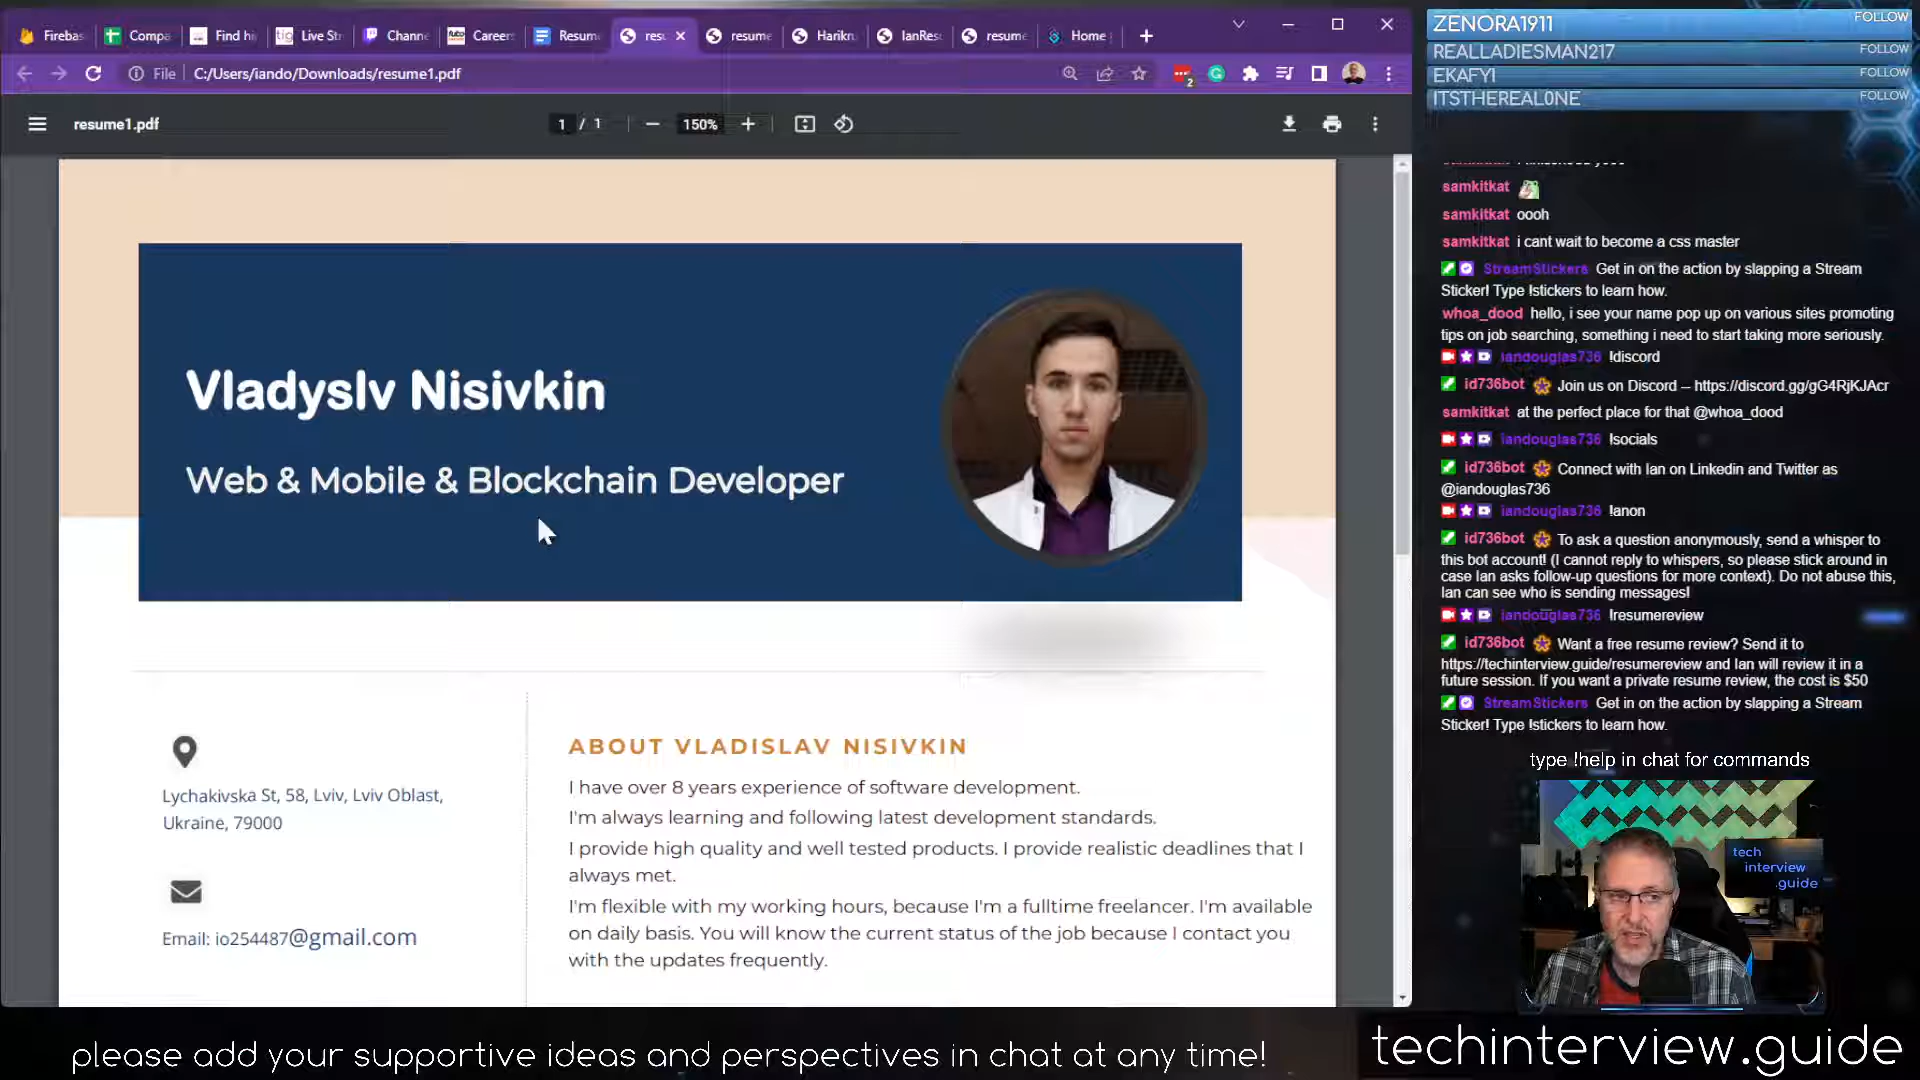 Firebas
Compa
Find hi
Live Str
Chann
Careers
Resum
resu
resume
Harikru
IanRes
resume
Home
File
C:/Users/iando/Downloads/resume1.pdf
2
resume1.pdf
1 / 1
150%
Vladyslv Nisivkin
Web & Mobile & Blockchain Developer
Lychakivska St, 58, Lviv, Lviv Oblast,
Ukraine, 79000
Email: io254487@gmail.com
ABOUT VLADISLAV NISIVKIN
I have over 8 years experience of software development.
I'm always learning and following latest development standards.
I provide high quality and well tested products. I provide realistic deadlines that I
always met.
I'm flexible with my working hours, because I'm a fulltime freelancer. I'm available
on daily basis. You will know the current status of the job because I contact you
with the updates frequently.
ZENORA1911 FOLLOW
REALLADIESMAN217 FOLLOW
EKAFY1 FOLLOW
ITSTHEREAL0NE FOLLOW
samkitkat
samkitkat oooh
samkitkat i cant wait to become a css master
StreamStickers Get in on the action by slapping a Stream
Sticker! Type !stickers to learn how.
whoa_dood hello, i see your name pop up on various sites promoting
tips on job searching, something i need to start taking more seriously.
iandouglas736 !discord
id736bot Join us on Discord -- https://discord.gg/gG4RjKJAcr
samkitkat at the perfect place for that @whoa_dood
iandouglas736 !socials
id736bot Connect with Ian on Linkedin and Twitter as
@iandouglas736
iandouglas736 !anon
id736bot To ask a question anonymously, send a whisper to
this bot account! (I cannot reply to whispers, so please stick around in
case Ian asks follow-up questions for more context). Do not abuse this,
Ian can see who is sending messages!
iandouglas736 !resumereview
id736bot Want a free resume review? Send it to
https://techinterview.guide/resumereview and Ian will review it in a
future session. If you want a private resume review, the cost is $50
StreamStickers Get in on the action by slapping a Stream
Sticker! Type !stickers to learn how.
type !help in chat for commands
tech
interview
.guide
please add your supportive ideas and perspectives in chat at any time!
techinterview.guide